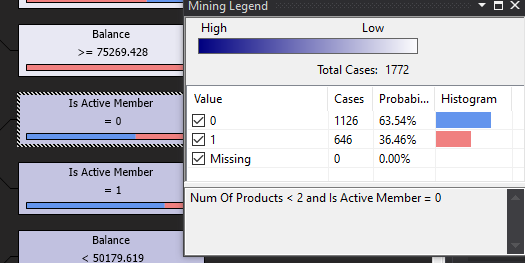 Mining Legend
High Low
Total Cases: 1772
Value Cases Probabi... Histogram
0 1126 63.54%
1 646 36.46%
Missing 0 0.00%
Num Of Products < 2 and Is Active Member = 0
Balance
>= 75269.428
Is Active Member
= 0
Is Active Member
= 1
Balance
< 50179.619